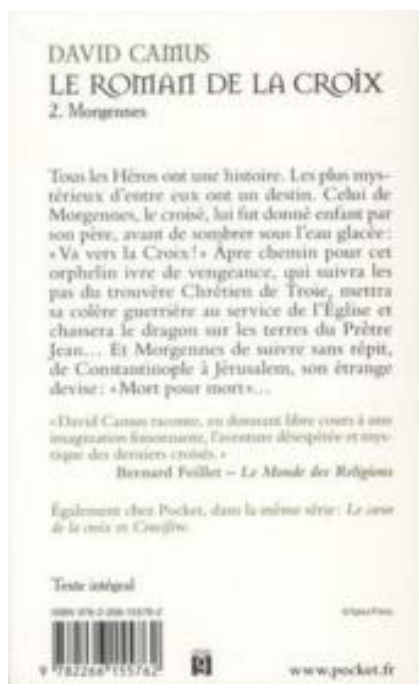 DAVID CAMUS
LE ROMAN DE LA CROIX
2. Morgennes
Tous les Héros ont une histoire. Les plus mys-
térieux d'entre eux ont un destin. Celui de
Morgennes, le croisé, lui fut donné enfant par
son père, avant de sombrer sous l'eau glacée :
« Va vers la Croix ! » Âpre chemin pour cet
orphelin ivre de vengeance, qui suivra les
pas du trouvère Chrétien de Troie, mettra
sa colère guerrière au service de l'Église et
chassera le dragon sur les terres du Prêtre
Jean... Et Morgennes de suivre sans répit,
de Constantinople à Jérusalem, son étrange
devise : « Mort pour mort »...
« David Camus raconte, en donnant libre cours à une
imagination foisonnante, l'aventure désespérée et mys-
tique des derniers croisés. »
Bernard Feillet – Le Monde des Religions
Également chez Pocket, dans la même série : Le cœur
de la croix et Crucifère.
Texte intégral
9 782266 155762
www.pocket.fr